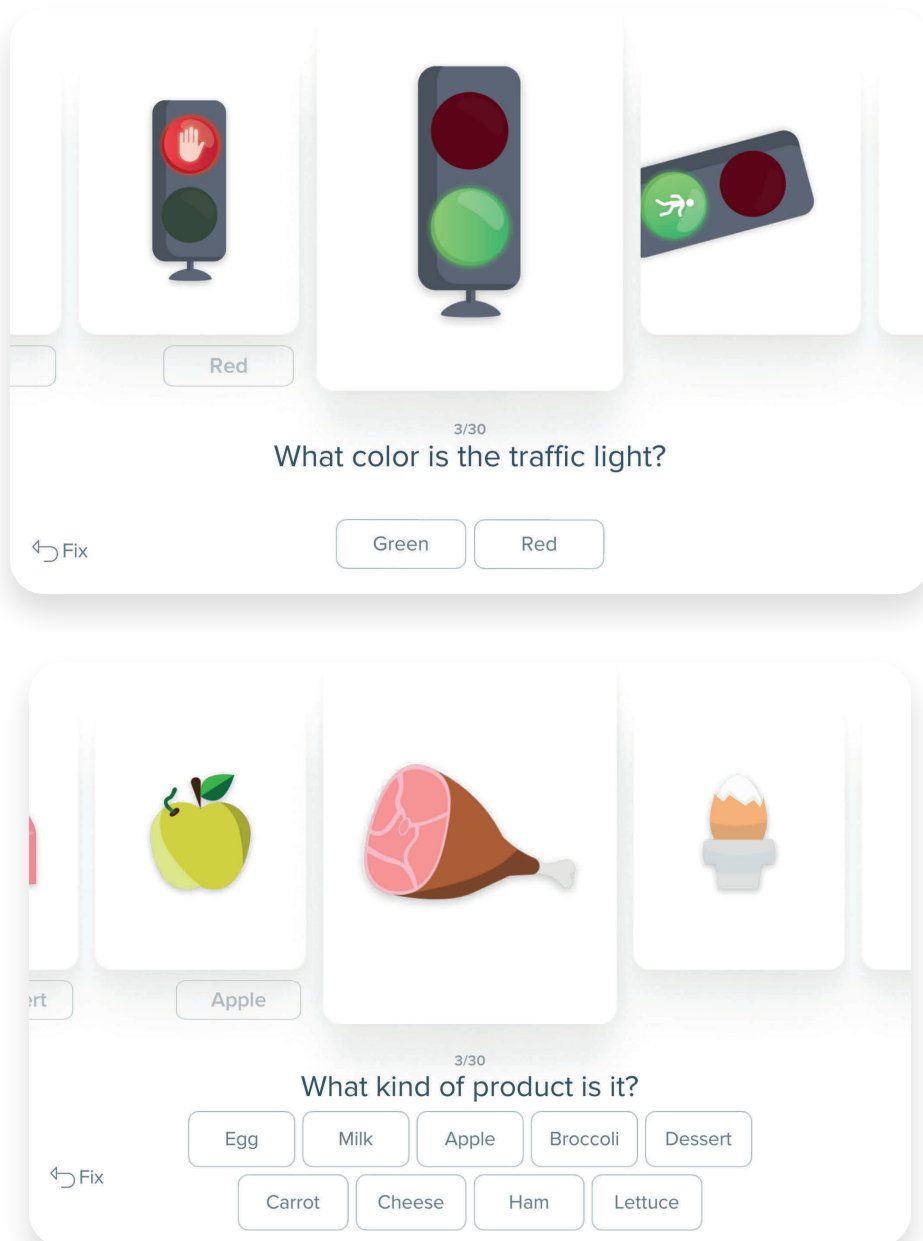 Red
3/30
What color is the traffic light?
Green Red
Fix
ert Apple
3/30
What kind of product is it?
Egg Milk Apple Broccoli Dessert
Fix
Carrot Cheese Ham Lettuce